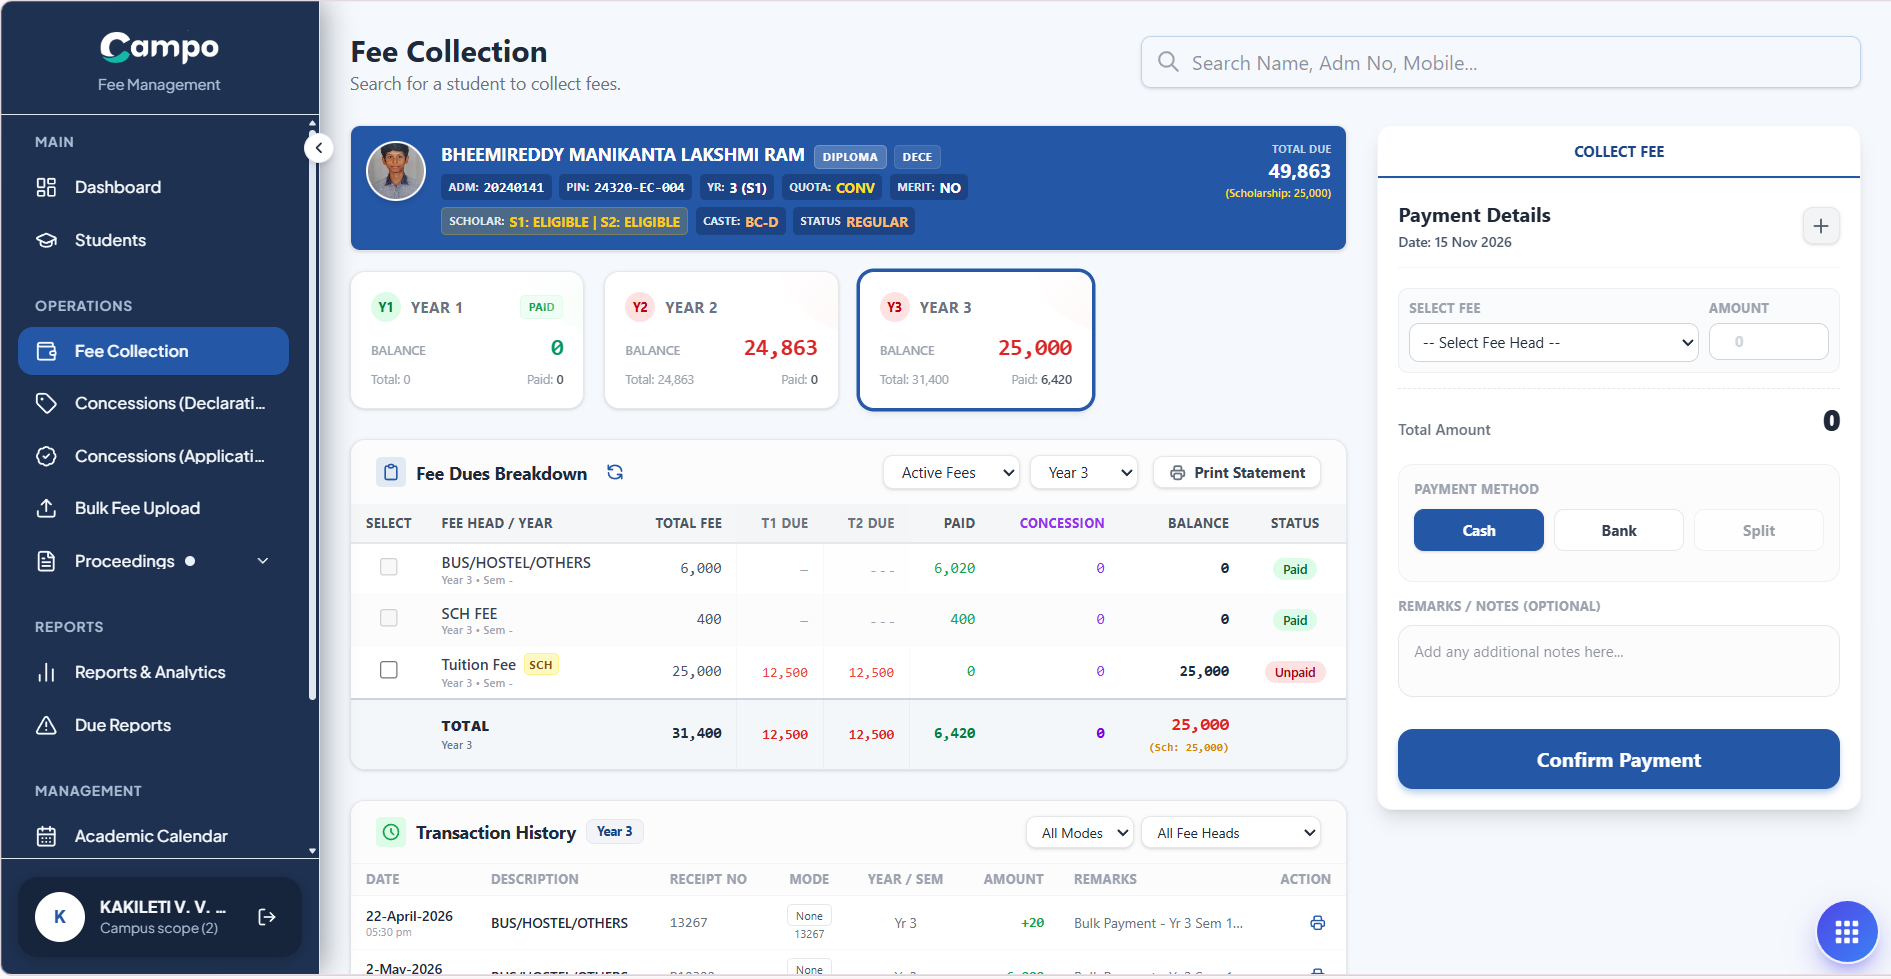 Campo
Fee Management
MAIN
Dashboard
Students
OPERATIONS
Fee Collection
Concessions (Declarati...
Concessions (Applicati...
Bulk Fee Upload
Proceedings
REPORTS
Reports & Analytics
Due Reports
MANAGEMENT
Academic Calendar
K
KAKILETI V. V. ...
Campus scope (2)
Fee Collection
Search for a student to collect fees.
Search Name, Adm No, Mobile...
BHEEMIREDDY MANIKANTA LAKSHMI RAM DIPLOMA DECE
ADM: 20240141 PIN: 24320-EC-004 YR: 3 (S1) QUOTA: CONV MERIT: NO
SCHOLAR: S1: ELIGIBLE | S2: ELIGIBLE CASTE: BC-D STATUS REGULAR
TOTAL DUE
49,863
(Scholarship: 25,000)
Y1 YEAR 1 PAID
BALANCE 0
Total: 0 Paid: 0
Y2 YEAR 2
BALANCE 24,863
Total: 24,863 Paid: 0
Y3 YEAR 3
BALANCE 25,000
Total: 31,400 Paid: 6,420
Fee Dues Breakdown Active Fees Year 3 Print Statement
SELECT FEE HEAD / YEAR TOTAL FEE T1 DUE T2 DUE PAID CONCESSION BALANCE STATUS
BUS/HOSTEL/OTHERS 6,000 — --- 6,020 0 0 Paid
Year 3 • Sem -
SCH FEE 400 — --- 400 0 0 Paid
Year 3 • Sem -
Tuition Fee SCH 25,000 12,500 12,500 0 0 25,000 Unpaid
Year 3 • Sem -
TOTAL 31,400 12,500 12,500 6,420 0 25,000
Year 3 (Sch: 25,000)
Transaction History Year 3 All Modes All Fee Heads
DATE DESCRIPTION RECEIPT NO MODE YEAR / SEM AMOUNT REMARKS ACTION
22-April-2026 BUS/HOSTEL/OTHERS 13267 None Yr 3 +20 Bulk Payment - Yr 3 Sem 1...
05:30 pm 13267
2-May-2026 None
COLLECT FEE
Payment Details
Date: 15 Nov 2026
SELECT FEE AMOUNT
-- Select Fee Head -- 0
Total Amount 0
PAYMENT METHOD
Cash Bank Split
REMARKS / NOTES (OPTIONAL)
Add any additional notes here...
Confirm Payment